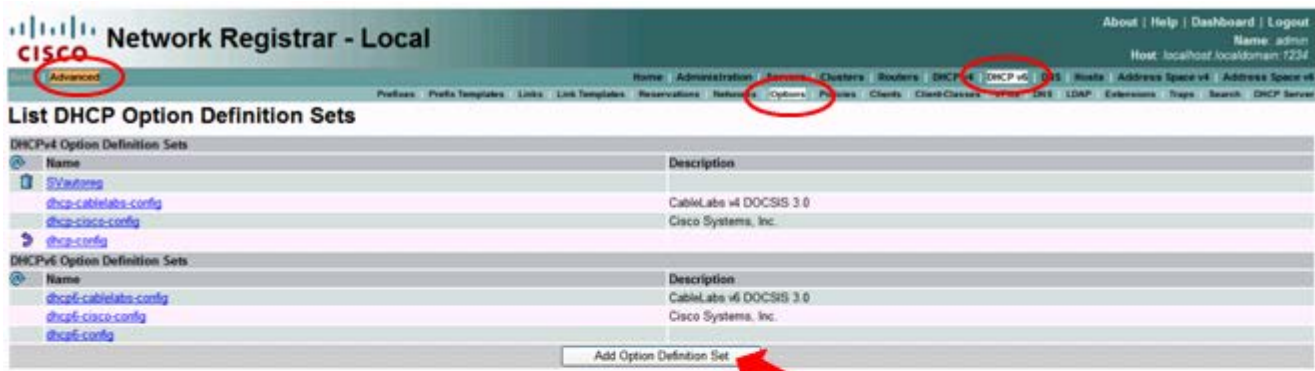 About | Help | Dashboard | Logout
CISCO Network Registrar - Local
Name: admin
Host: localhost.localdomain:1234
Advanced
Home Administration Servers Clusters Routers DHCP v4 DHCP v6 DNS Hosts Address Space v4 Address Space v6
Prefixes Prefix Templates Links Link Templates Reservations Networks Options Policies Clients Client-Classes VPNs DNS LDAP Extensions Traps Search DHCP Server
List DHCP Option Definition Sets
DHCPv4 Option Definition Sets
Name Description
SVautoreg
dhcp-cablelabs-config CableLabs v4 DOCSIS 3.0
dhcp-cisco-config Cisco Systems, Inc.
dhcp-config
DHCPv6 Option Definition Sets
Name Description
dhcp6-cablelabs-config CableLabs v6 DOCSIS 3.0
dhcp6-cisco-config Cisco Systems, Inc.
dhcp6-config
Add Option Definition Set